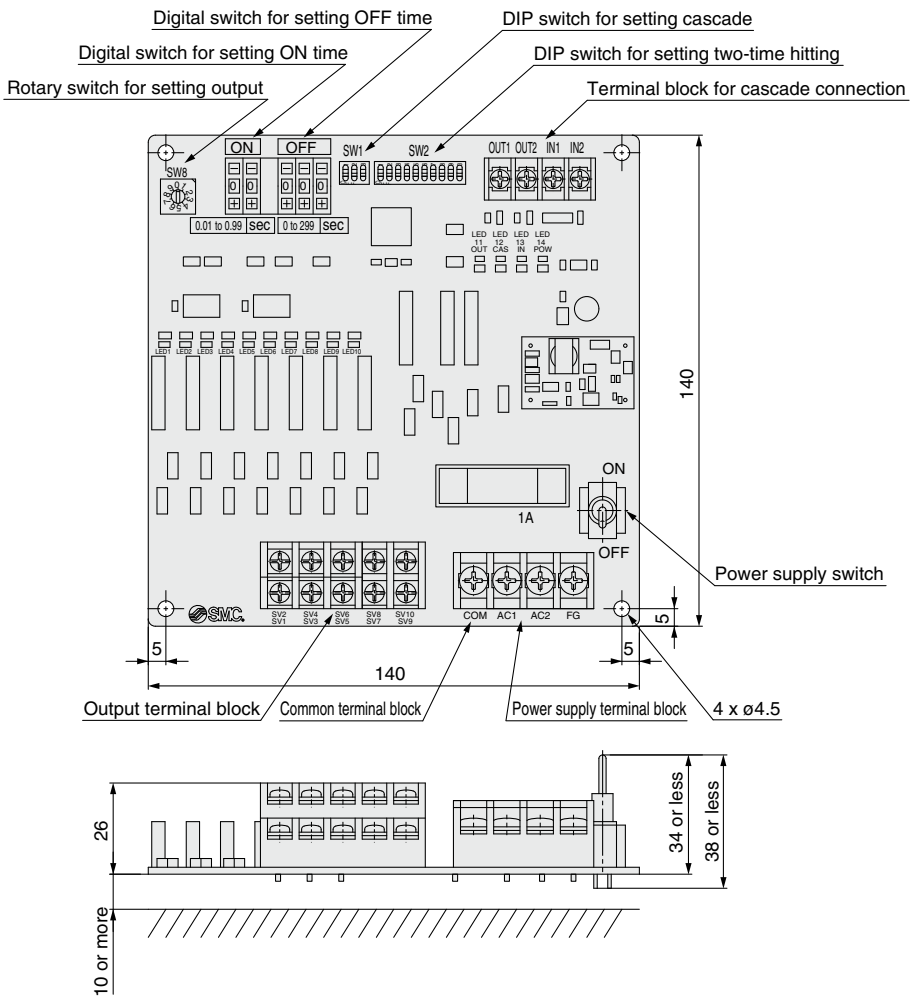 Digital switch for setting OFF time
DIP switch for setting cascade
Digital switch for setting ON time
DIP switch for setting two-time hitting
Rotary switch for setting output
Terminal block for cascade connection
ON OFF
SW1
SW2
OUT1 OUT2 IN1 IN2
SW8
0 0 0 0 0
0.01 to 0.99 sec 0 to 299 sec
LED 11 OUT
LED 12 CAS
LED 13 IN
LED 14 POW
LED1 LED2 LED3 LED4 LED5 LED6 LED7 LED8 LED9 LED10
140
ON
1A
OFF
Power supply switch
SMC.
SV2 SV4 SV6 SV8 SV10
SV1 SV3 SV5 SV7 SV9
COM AC1 AC2 FG
5
5
5
140
Output terminal block
Common terminal block
Power supply terminal block
4 x ø4.5
26
34 or less
38 or less
10 or more